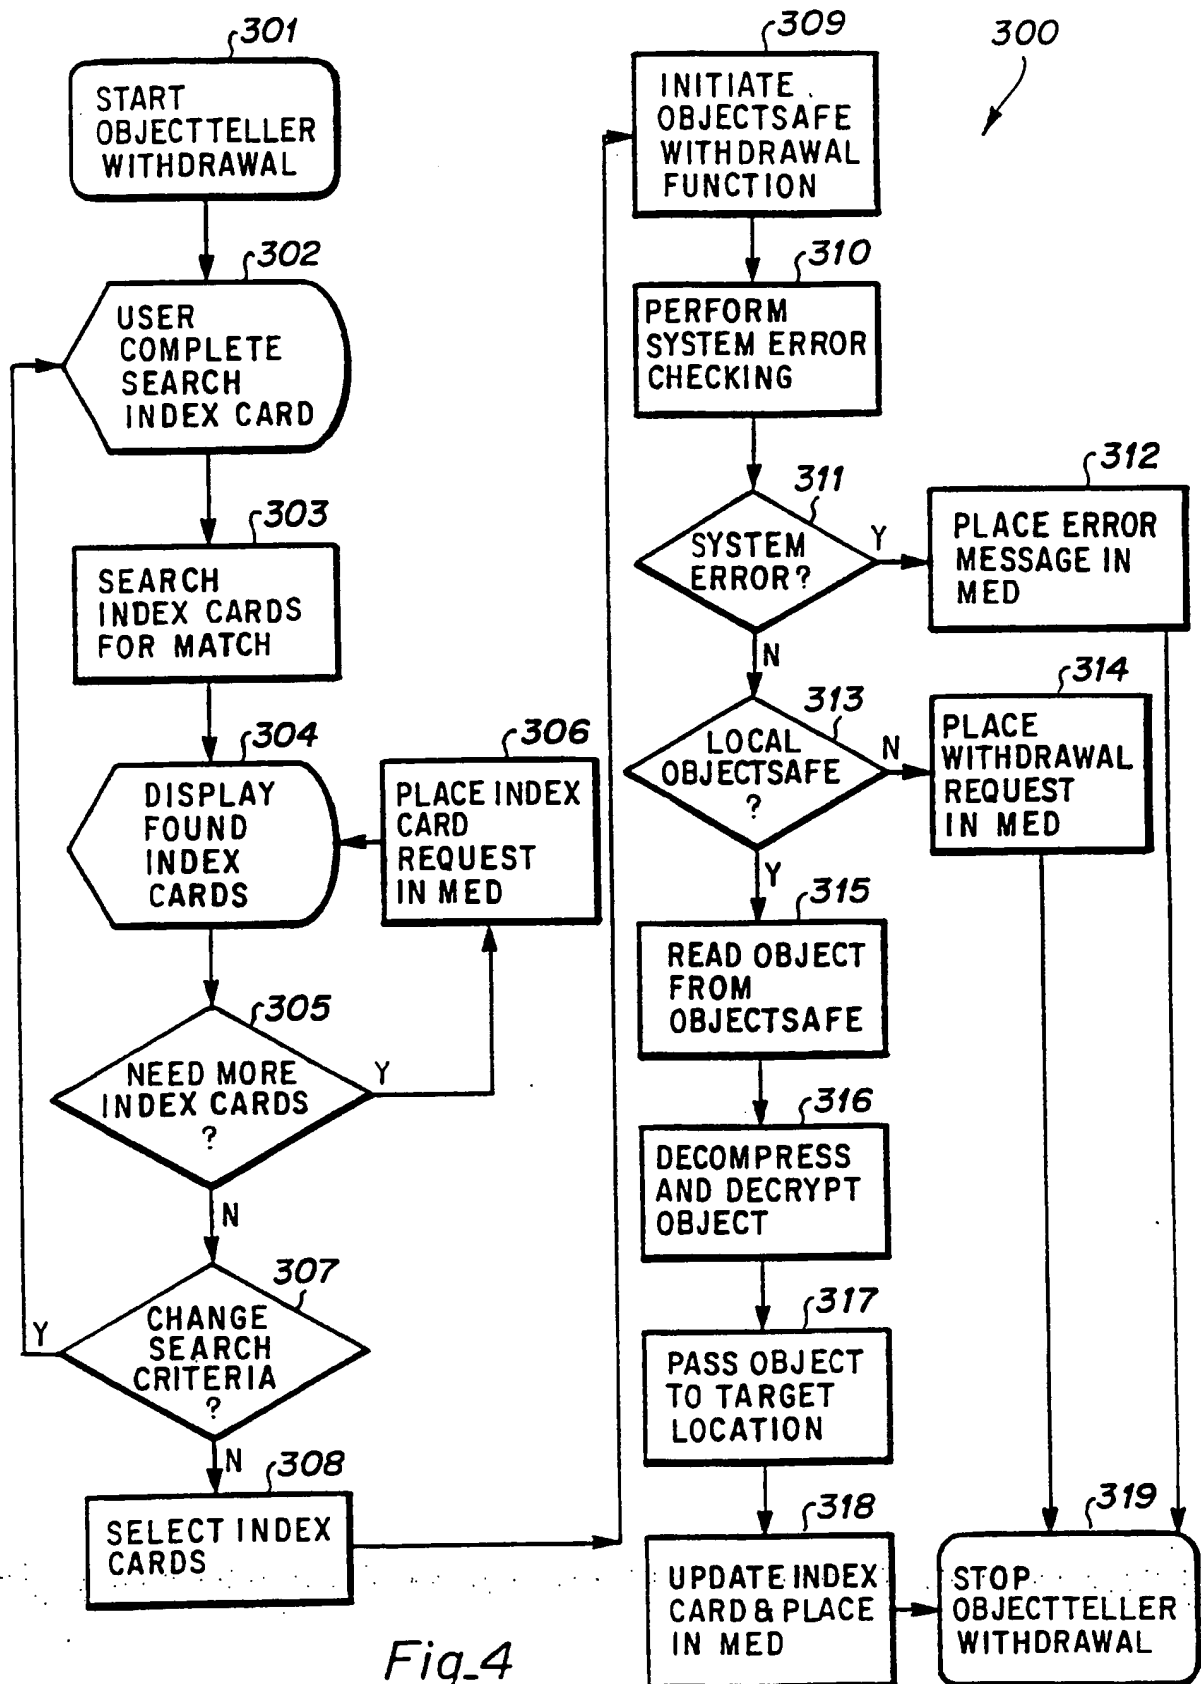 300
301
START
OBJECTTELLER
WITHDRAWAL
302
USER
COMPLETE
SEARCH
INDEX CARD
303
SEARCH
INDEX CARDS
FOR MATCH
304
DISPLAY
FOUND
INDEX
CARDS
306
PLACE INDEX
CARD
REQUEST
IN MED
305
NEED MORE
INDEX CARDS
?
Y
N
307
CHANGE
SEARCH
CRITERIA
?
Y
N
308
SELECT INDEX
CARDS
309
INITIATE
OBJECTSAFE
WITHDRAWAL
FUNCTION
310
PERFORM
SYSTEM ERROR
CHECKING
311
SYSTEM
ERROR?
Y
N
312
PLACE ERROR
MESSAGE IN
MED
313
LOCAL
OBJECTSAFE
?
N
Y
314
PLACE
WITHDRAWAL
REQUEST
IN MED
315
READ OBJECT
FROM
OBJECTSAFE
316
DECOMPRESS
AND DECRYPT
OBJECT
317
PASS OBJECT
TO TARGET
LOCATION
318
UPDATE INDEX
CARD & PLACE
IN MED
319
STOP
OBJECTTELLER
WITHDRAWAL
Fig_4